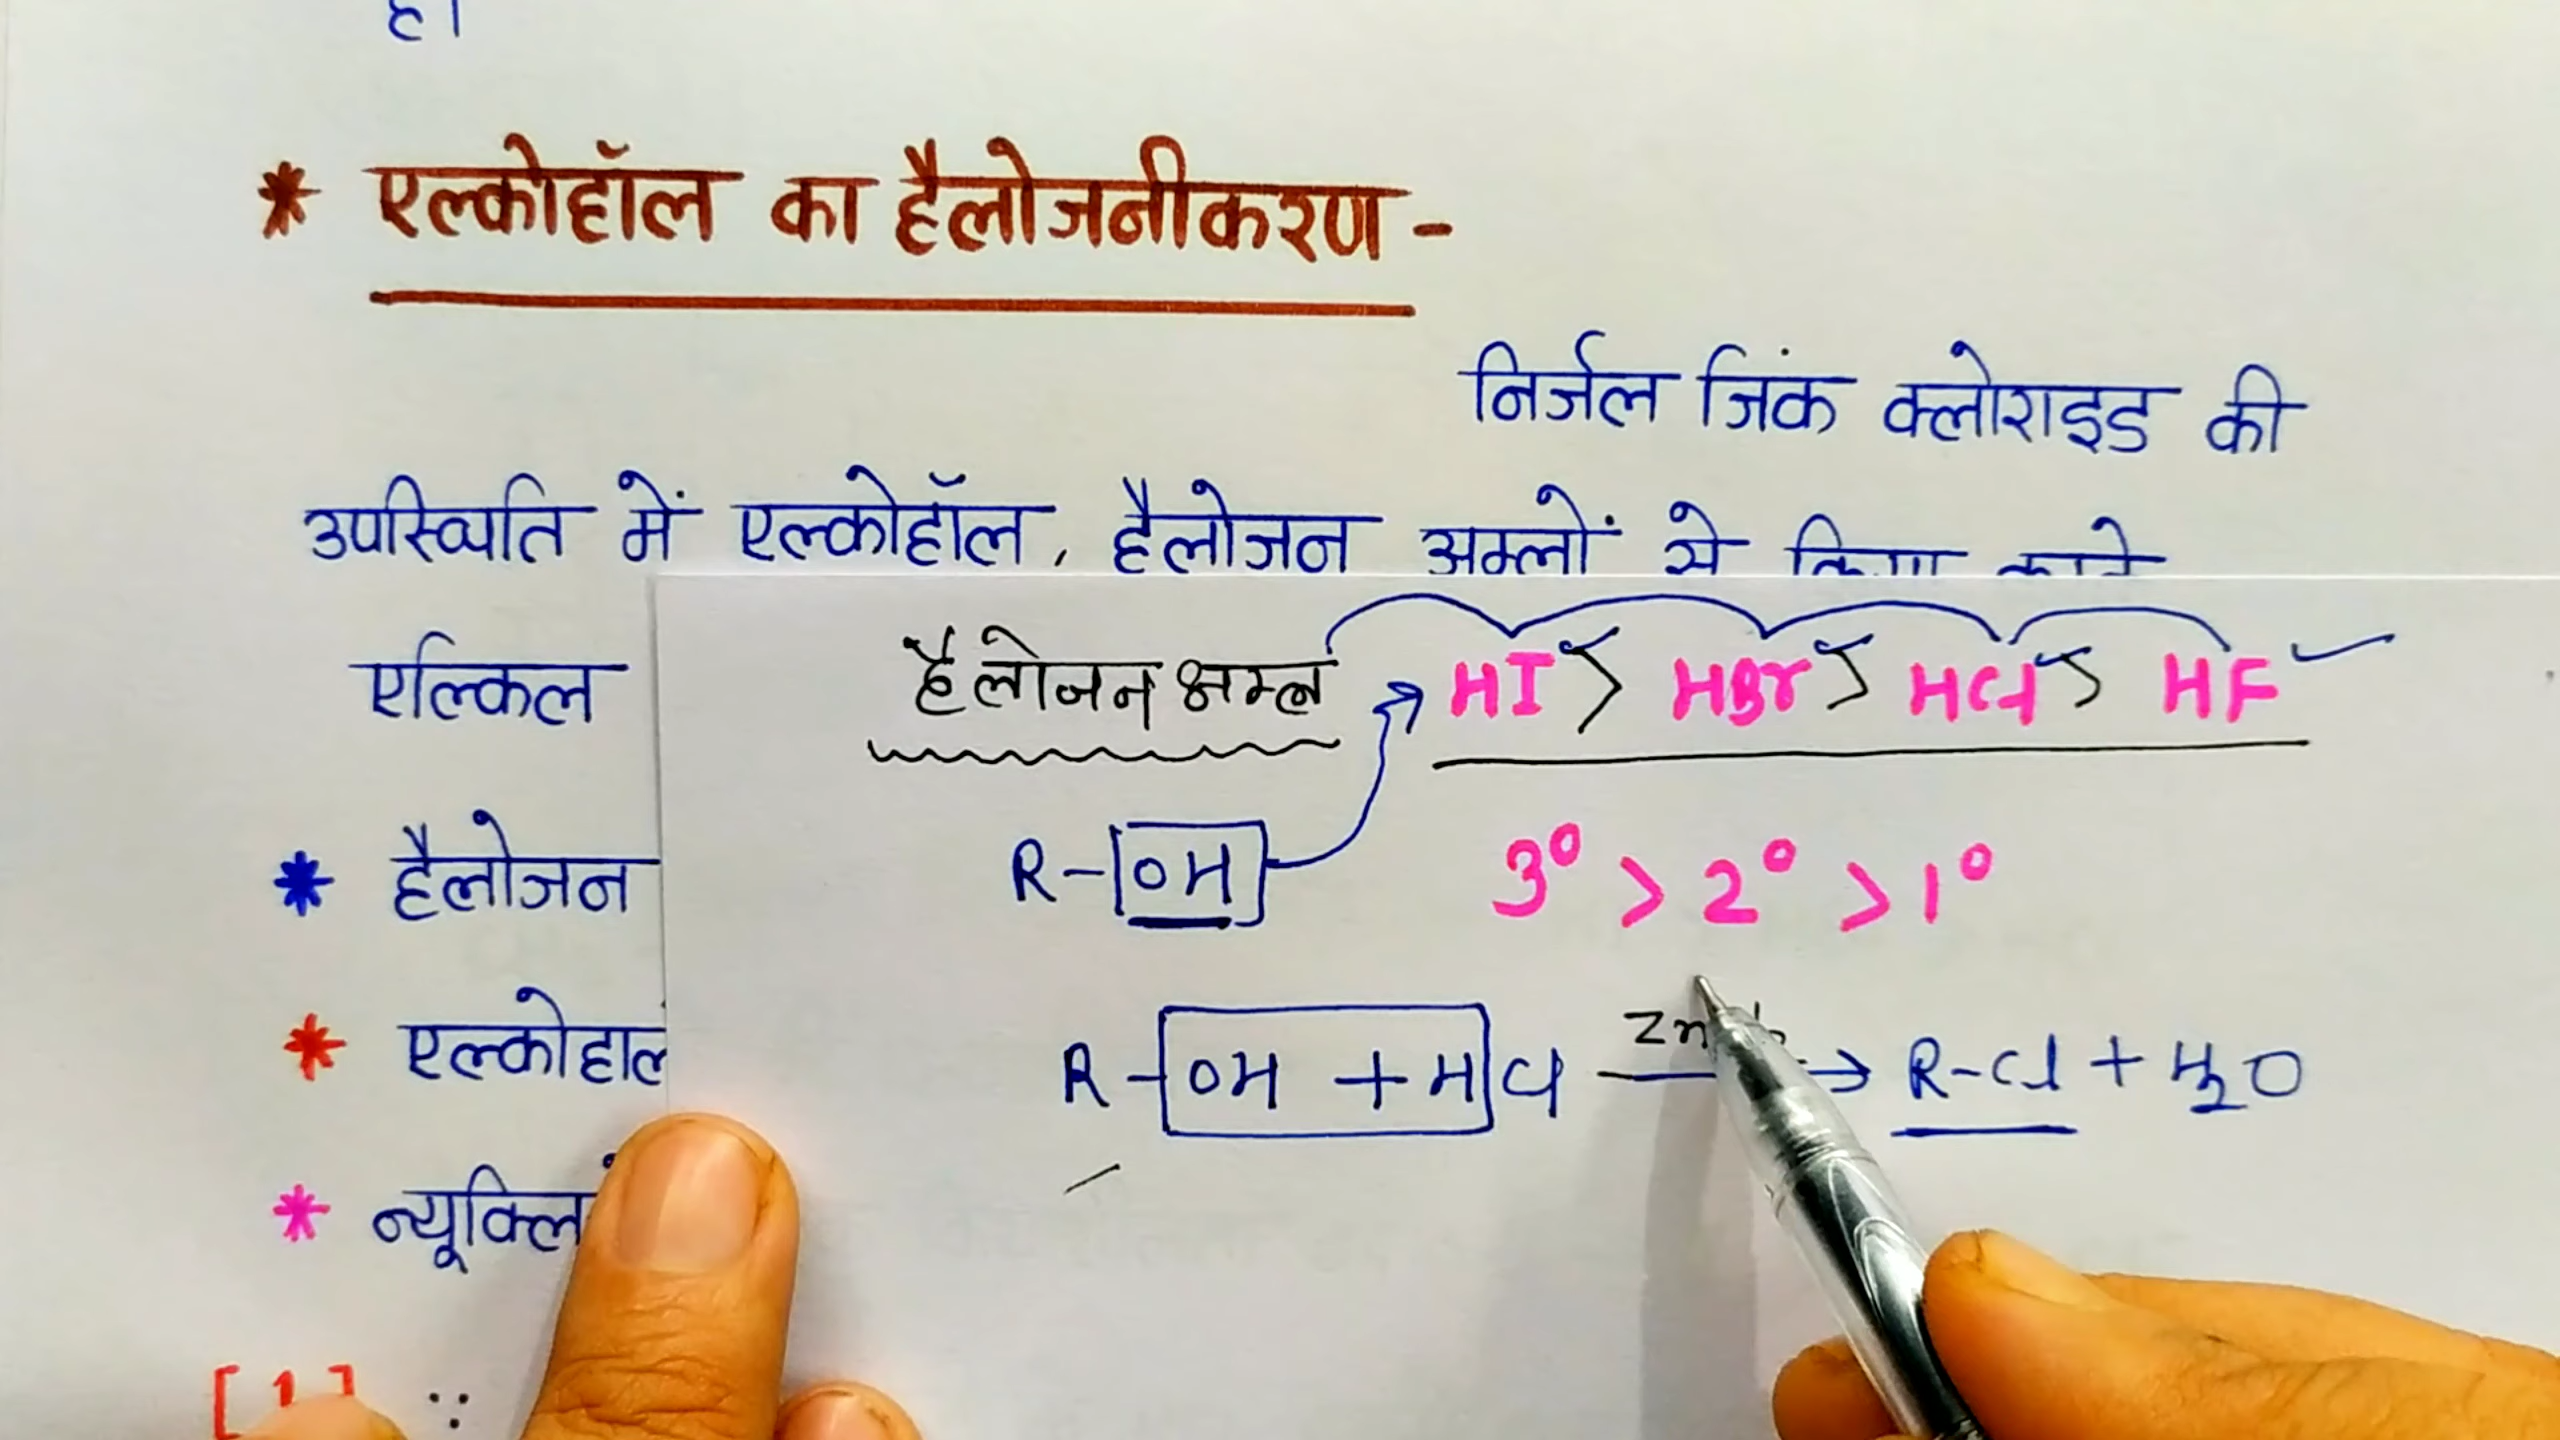 है।
* एल्कोहॉल का हैलोजनीकरण -
निर्जल जिंक क्लोराइड की
उपस्थिति में एल्कोहॉल, हैलोजन अम्लों से
एल्किल
हैलोजन अम्ल HI > HBr > HCl > HF
* हैलोजन
R-OH 3° > 2° > 1°
* एल्कोहाल
R-OH + HCl → R-Cl + H2O
* न्यूक्लि
[1] ∵